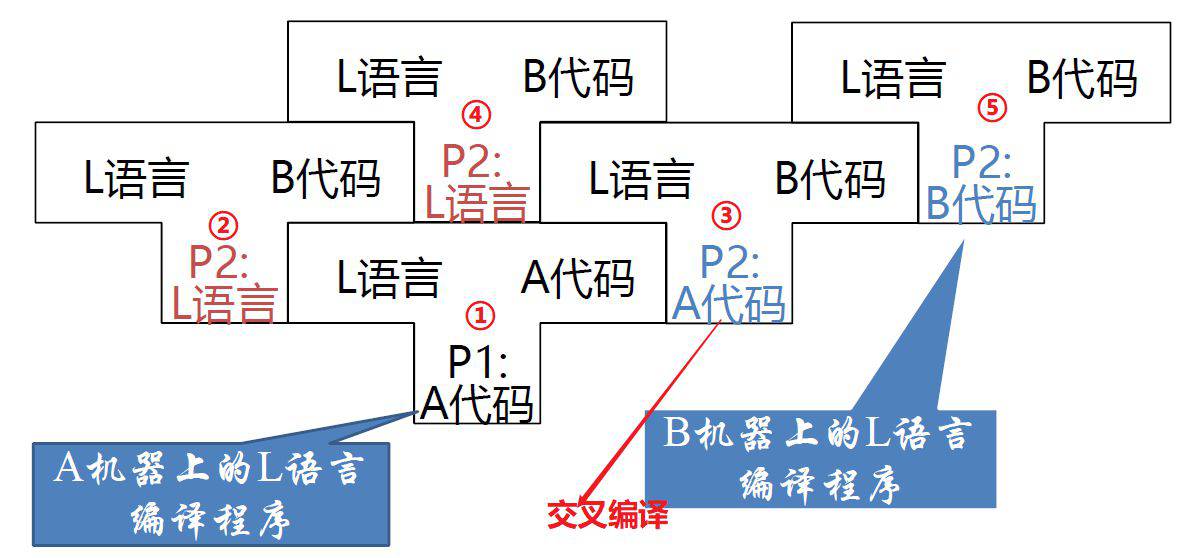 L语言 B代码
④
P2:
L语言
L语言 B代码
⑤
P2:
B代码
L语言 B代码
②
P2:
L语言
L语言 B代码
③
P2:
A代码
L语言 A代码
①
P1:
A代码
A机器上的L语言
编译程序
B机器上的L语言
编译程序
交叉编译